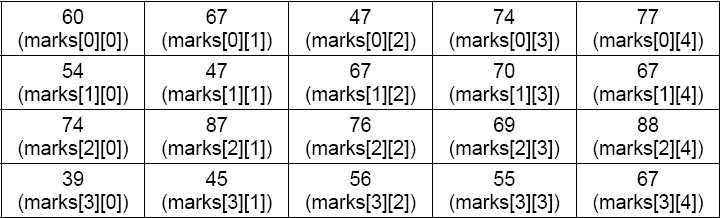 60 67 47 74 77
(marks[0][0]) (marks[0][1]) (marks[0][2]) (marks[0][3]) (marks[0][4])
54 47 67 70 67
(marks[1][0]) (marks[1][1]) (marks[1][2]) (marks[1][3]) (marks[1][4])
74 87 76 69 88
(marks[2][0]) (marks[2][1]) (marks[2][2]) (marks[2][3]) (marks[2][4])
39 45 56 55 67
(marks[3][0]) (marks[3][1]) (marks[3][2]) (marks[3][3]) (marks[3][4])